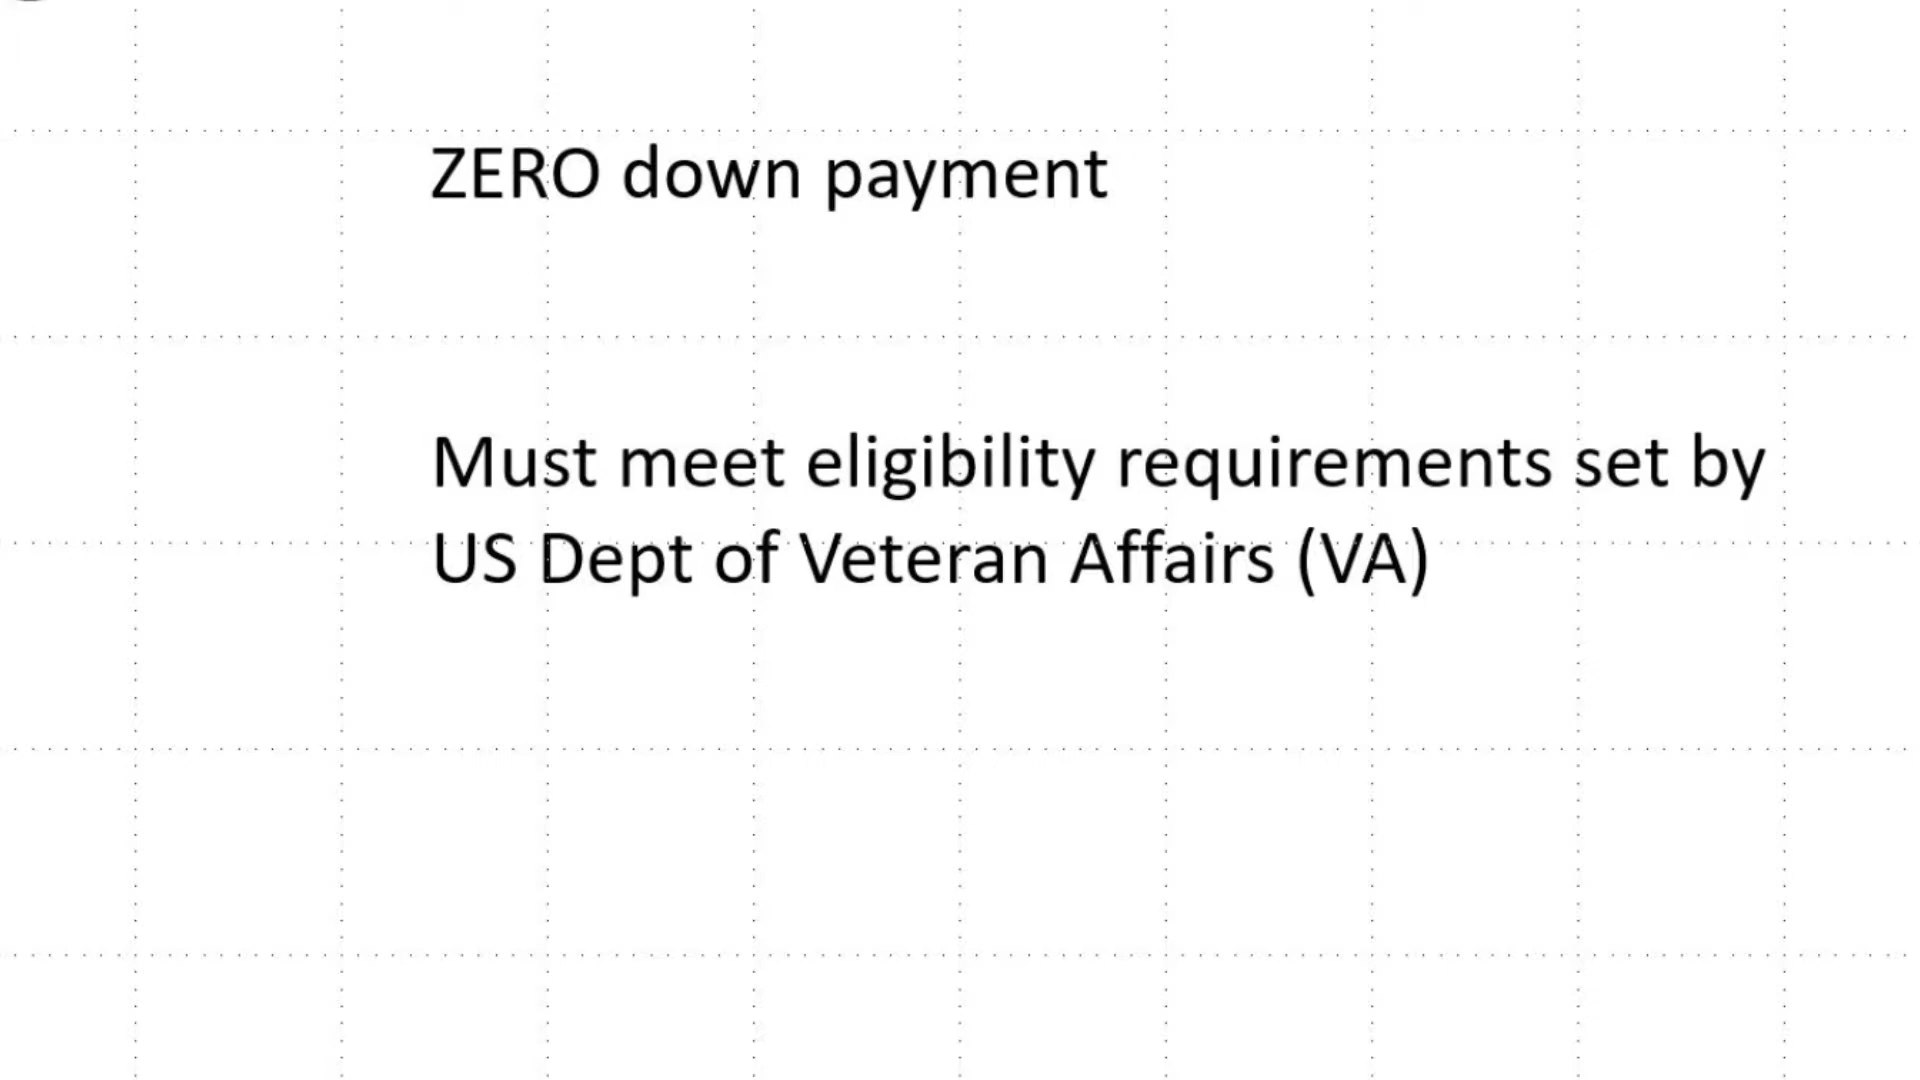 ZERO down payment
Must meet eligibility requirements set by
US Dept of Veteran Affairs (VA)